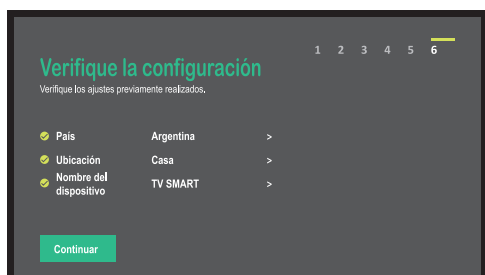 1 2 3 4 5 6
Verifique la configuración
Verifique los ajustes previamente realizados.
País Argentina >
Ubicación Casa >
Nombre del
dispositivo TV SMART >
Continuar